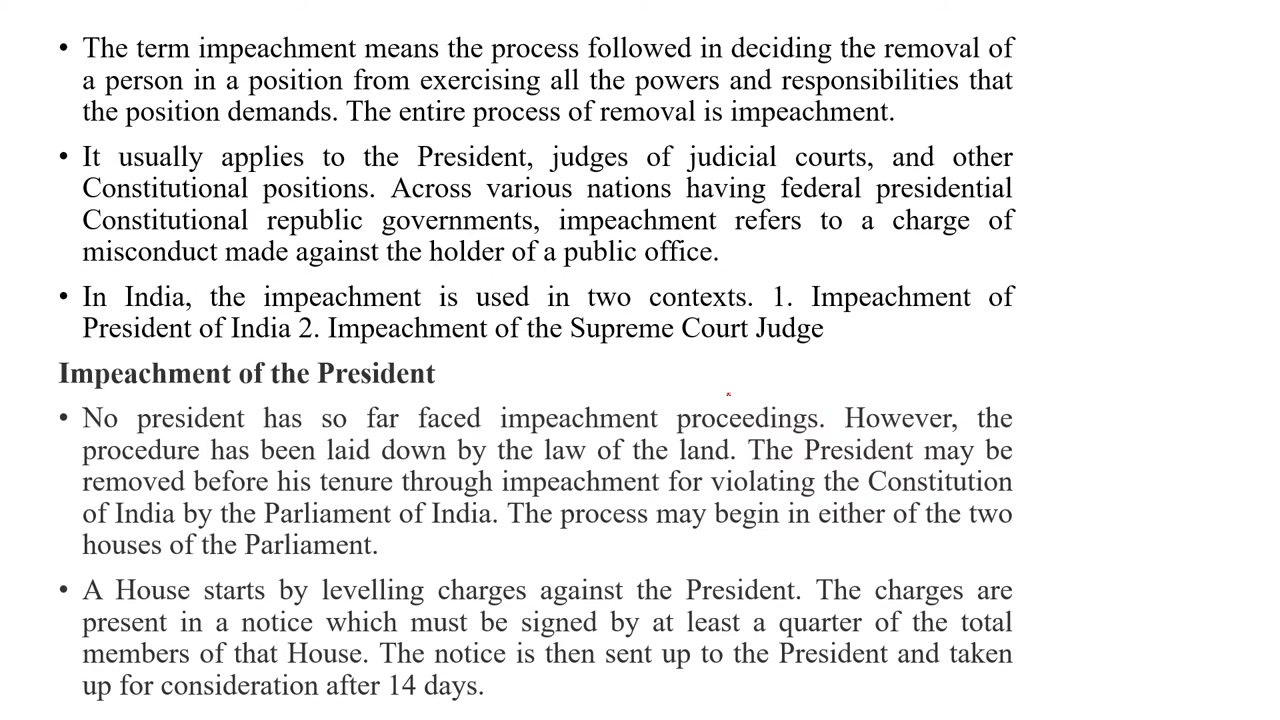 • The term impeachment means the process followed in deciding the removal of
a person in a position from exercising all the powers and responsibilities that
the position demands. The entire process of removal is impeachment.
• It usually applies to the President, judges of judicial courts, and other
Constitutional positions. Across various nations having federal presidential
Constitutional republic governments, impeachment refers to a charge of
misconduct made against the holder of a public office.
• In India, the impeachment is used in two contexts. 1. Impeachment of
President of India 2. Impeachment of the Supreme Court Judge
Impeachment of the President
• No president has so far faced impeachment proceedings. However, the
procedure has been laid down by the law of the land. The President may be
removed before his tenure through impeachment for violating the Constitution
of India by the Parliament of India. The process may begin in either of the two
houses of the Parliament.
• A House starts by levelling charges against the President. The charges are
present in a notice which must be signed by at least a quarter of the total
members of that House. The notice is then sent up to the President and taken
up for consideration after 14 days.